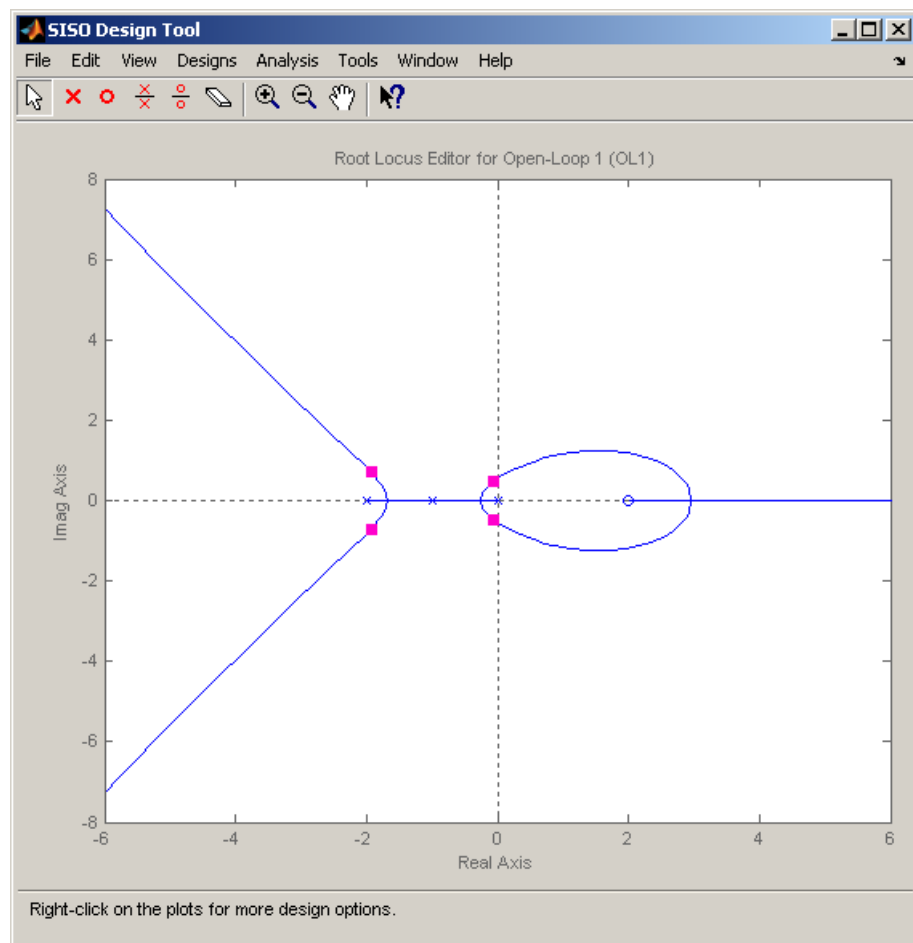 SISO Design Tool
File Edit View Designs Analysis Tools Window Help
Root Locus Editor for Open-Loop 1 (OL1)
8
6
4
2
0
-2
-4
-6
-8
Imag Axis
-6 -4 -2 0 2 4 6
Real Axis
Right-click on the plots for more design options.